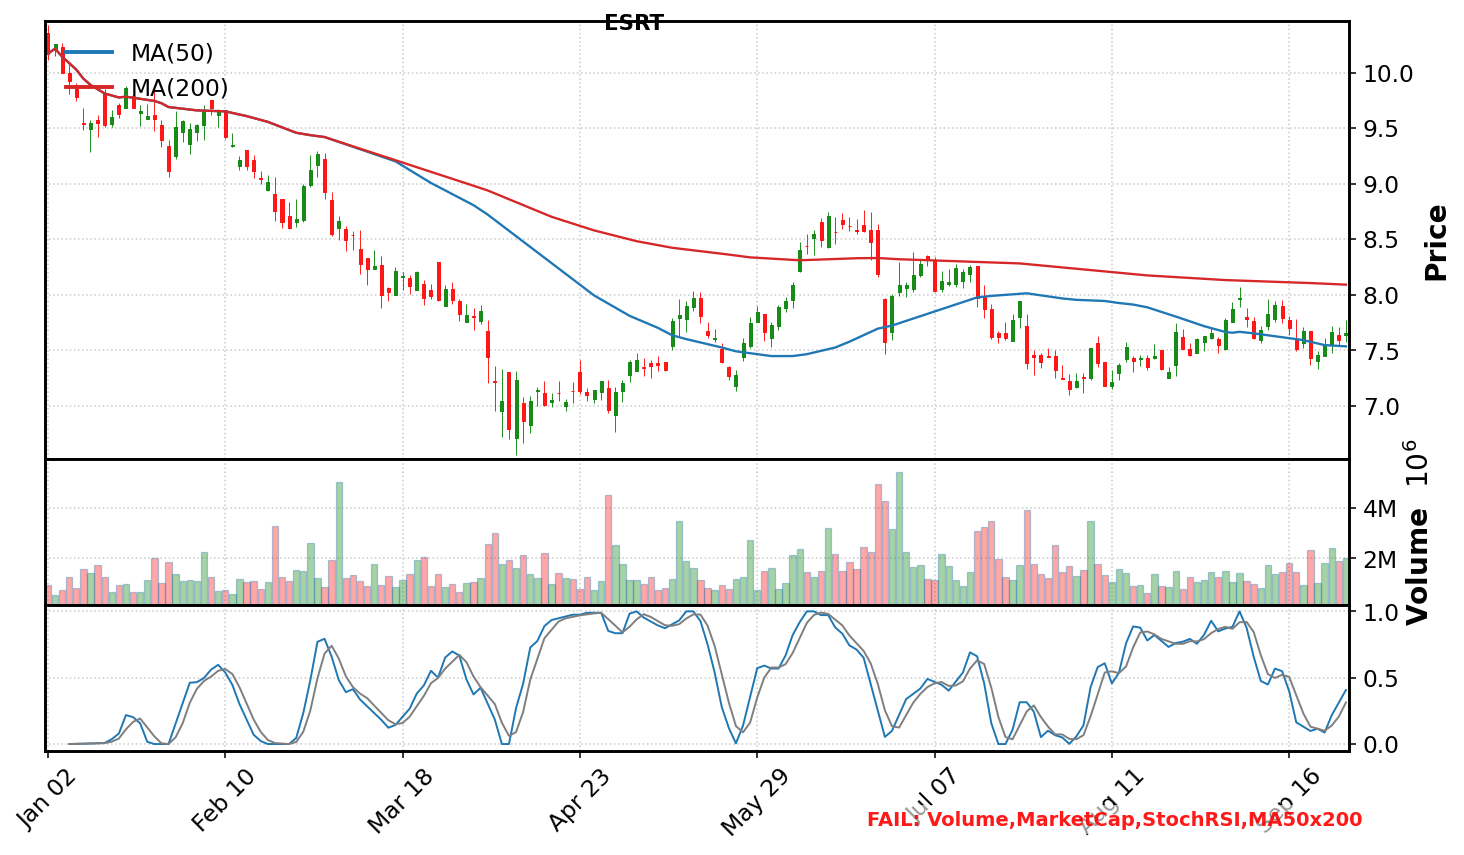 ESRT
MA(50)
MA(200)
10.0
9.5
9.0
8.5
8.0
7.5
7.0
Price
10⁶
4M
2M
Volume
1.0
0.5
0.0
Jan 02
Feb 10
Mar 18
Apr 23
May 29
Jul 07
Aug 11
Sep 16
FAIL: Volume,MarketCap,StochRSI,MA50x200